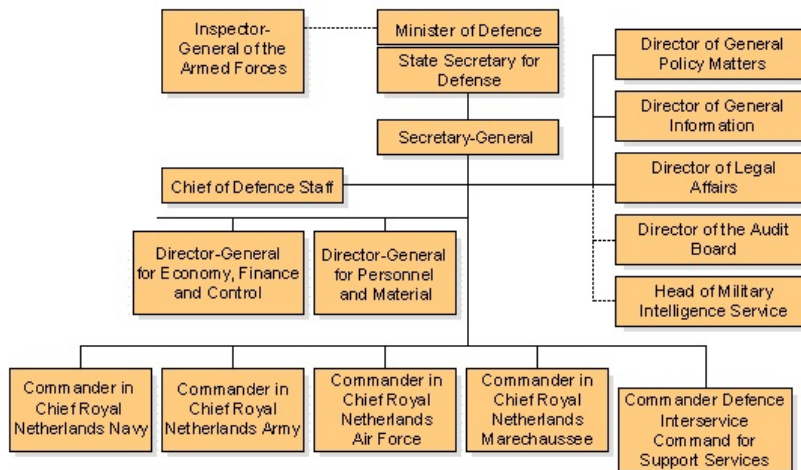 Inspector-
General of the
Armed Forces
Minister of Defence
State Secretary for
Defense
Secretary-General
Chief of Defence Staff
Director of General
Policy Matters
Director of General
Information
Director of Legal
Affairs
Director of the Audit
Board
Head of Military
Intelligence Service
Director-General
for Economy, Finance
and Control
Director-General
for Personnel
and Material
Commander in
Chief Royal
Netherlands Navy
Commander in
Chief Royal
Netherlands Army
Commander in
Chief Royal
Netherlands
Air Force
Commander in
Chief Royal
Netherlands
Marechaussee
Commander Defence
Interservice
Command for
Support Services